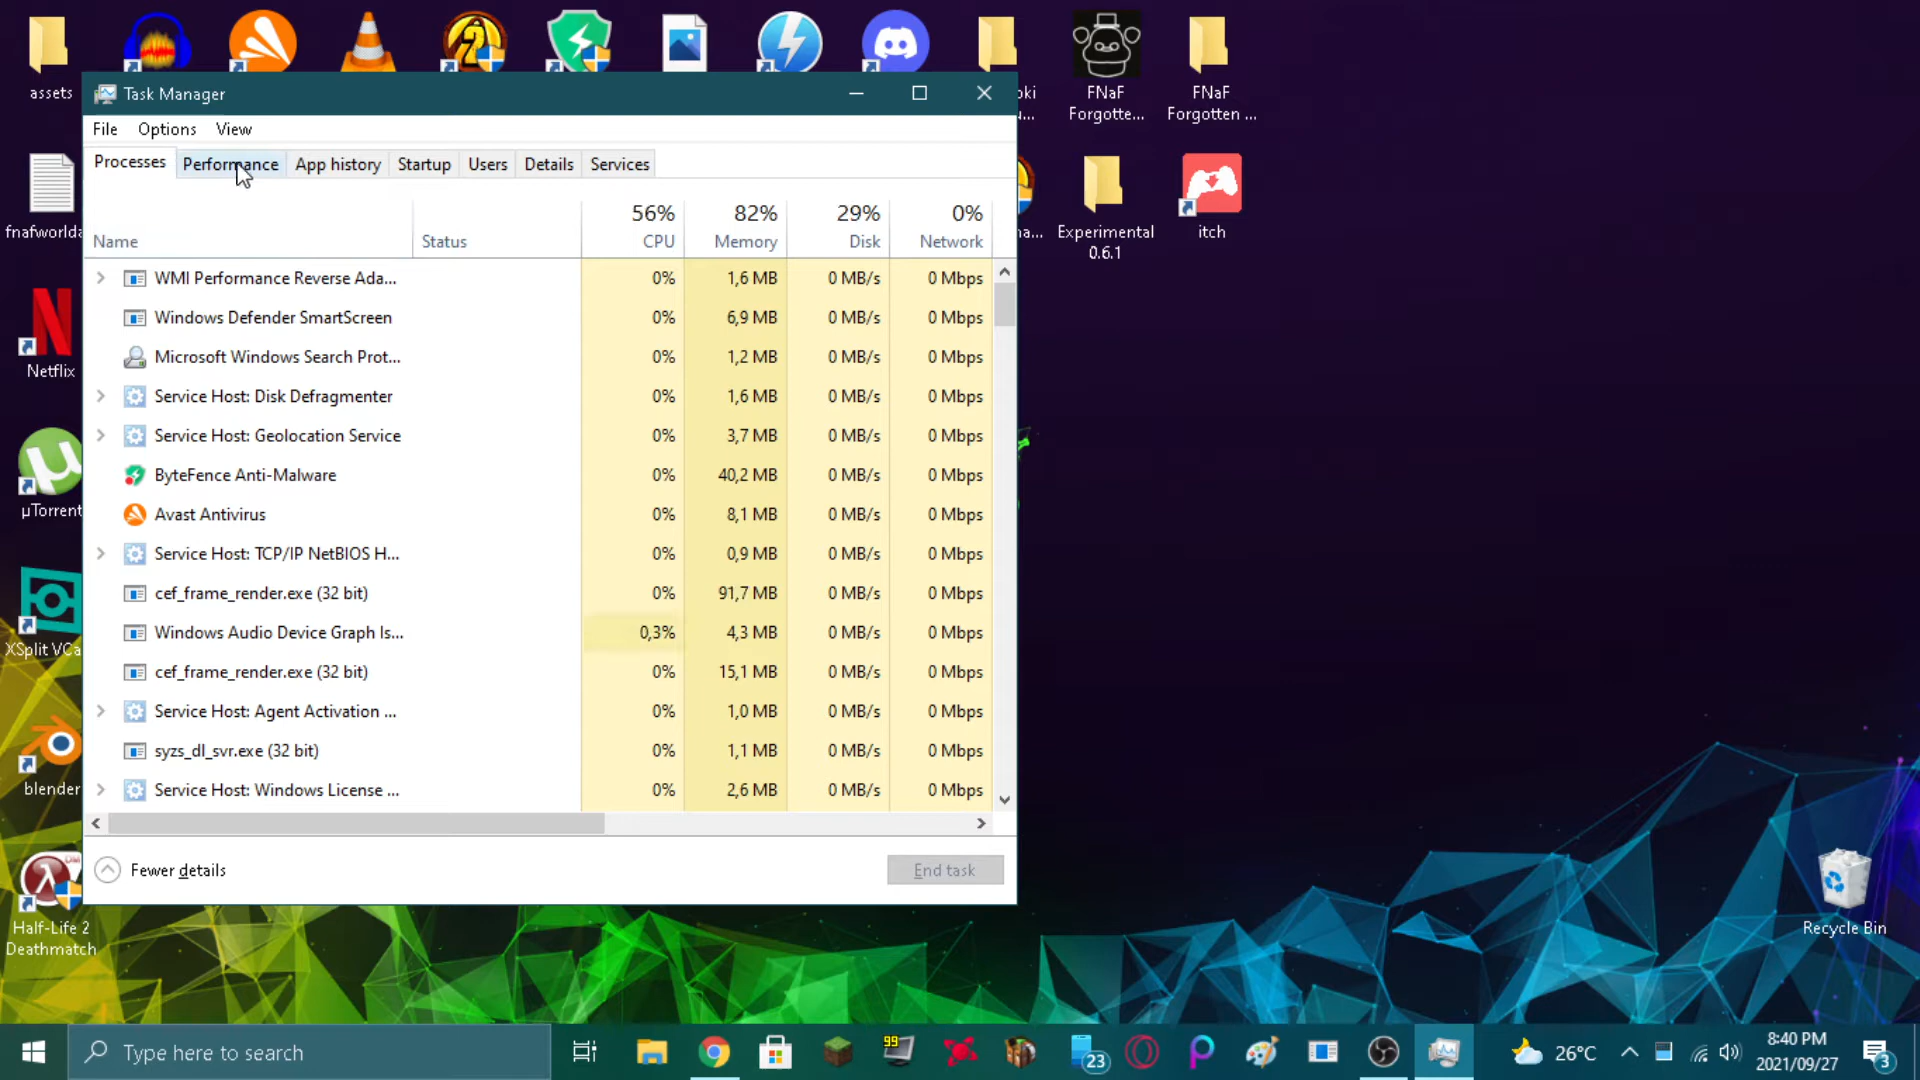 assets
Task Manager
oki
...
FNaF
Forgotte...
FNaF
Forgotten ...
File Options View
Processes Performance App history Startup Users Details Services
fnafworlda
na...
Experimental
0.6.1
itch
56% 82% 29% 0%
Name Status CPU Memory Disk Network
WMI Performance Reverse Ada... 0% 1,6 MB 0 MB/s 0 Mbps
Windows Defender SmartScreen 0% 6,9 MB 0 MB/s 0 Mbps
Microsoft Windows Search Prot... 0% 1,2 MB 0 MB/s 0 Mbps
Netflix
Service Host: Disk Defragmenter 0% 1,6 MB 0 MB/s 0 Mbps
Service Host: Geolocation Service 0% 3,7 MB 0 MB/s 0 Mbps
ByteFence Anti-Malware 0% 40,2 MB 0 MB/s 0 Mbps
µTorrent
Avast Antivirus 0% 8,1 MB 0 MB/s 0 Mbps
Service Host: TCP/IP NetBIOS H... 0% 0,9 MB 0 MB/s 0 Mbps
cef_frame_render.exe (32 bit) 0% 91,7 MB 0 MB/s 0 Mbps
Windows Audio Device Graph Is... 0,3% 4,3 MB 0 MB/s 0 Mbps
XSplit VCa
cef_frame_render.exe (32 bit) 0% 15,1 MB 0 MB/s 0 Mbps
Service Host: Agent Activation ... 0% 1,0 MB 0 MB/s 0 Mbps
syzs_dl_svr.exe (32 bit) 0% 1,1 MB 0 MB/s 0 Mbps
blender
Service Host: Windows License ... 0% 2,6 MB 0 MB/s 0 Mbps
Fewer details End task
Half-Life 2
Deathmatch
Recycle Bin
Type here to search
99
23
26°C
8:40 PM
2021/09/27
3